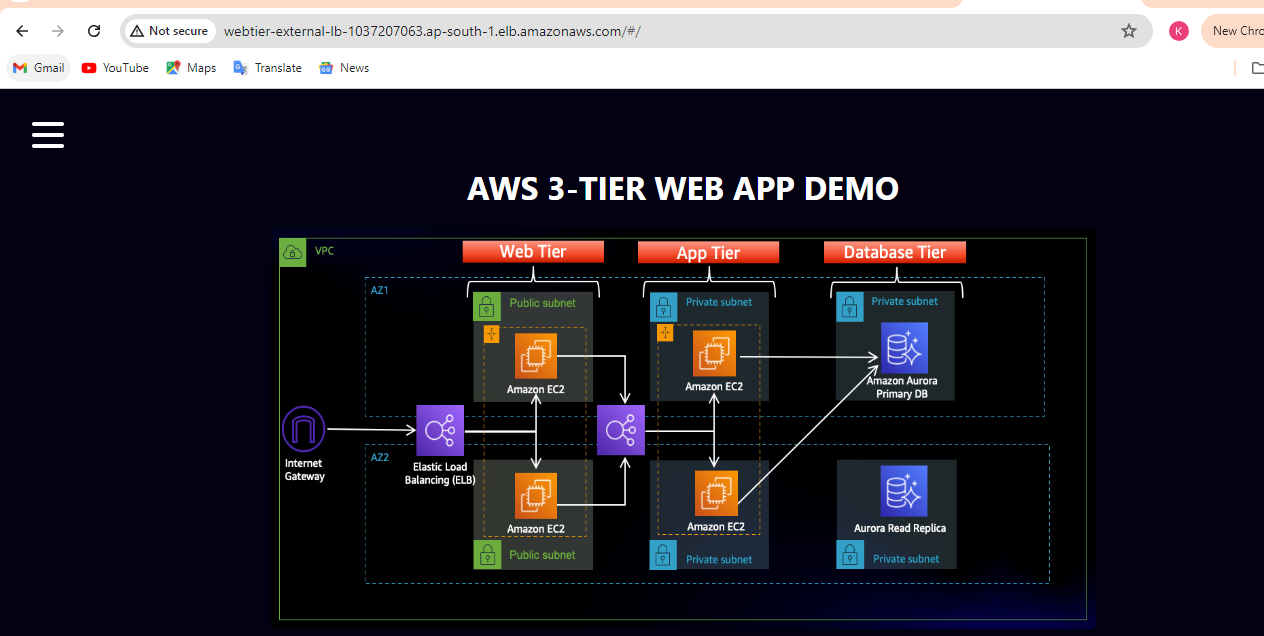 Not secure
webtier-external-lb-1037207063.ap-south-1.elb.amazonaws.com/#/
K
New Chro
Gmail
YouTube
Maps
Translate
News
AWS 3-TIER WEB APP DEMO
VPC
Web Tier
App Tier
Database Tier
AZ1
Public subnet
Private subnet
Private subnet
Amazon EC2
Amazon EC2
Amazon Aurora
Primary DB
Internet
Gateway
AZ2
Elastic Load
Balancing (ELB)
Amazon EC2
Amazon EC2
Aurora Read Replica
Public subnet
Private subnet
Private subnet